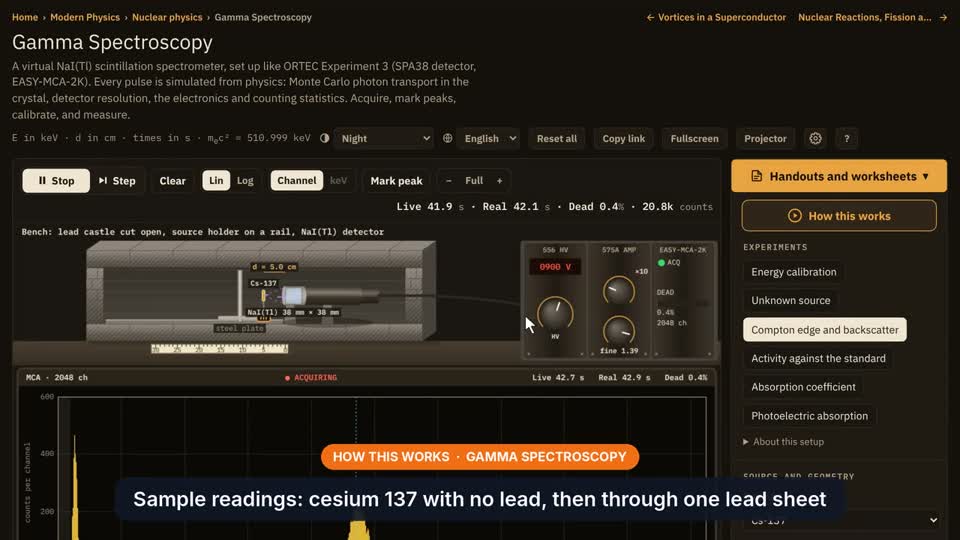 Home › Modern Physics › Nuclear physics › Gamma Spectroscopy
← Vortices in a Superconductor
Nuclear Reactions, Fission a... →
Gamma Spectroscopy
A virtual NaI(Tl) scintillation spectrometer, set up like ORTEC Experiment 3 (SPA38 detector,
EASY-MCA-2K). Every pulse is simulated from physics: Monte Carlo photon transport in the
crystal, detector resolution, the electronics and counting statistics. Acquire, mark peaks,
calibrate, and measure.
E in keV · d in cm · times in s · mₑc² = 510.999 keV
Night
English
Reset all
Copy link
Fullscreen
Projector
?
Stop
Step
Clear
Lin
Log
Channel
keV
Mark peak
− Full +
Live 41.9 s · Real 42.1 s · Dead 0.4% · 20.8k counts
Bench: lead castle cut open, source holder on a rail, NaI(Tl) detector
d = 5.0 cm
Cs-137
NaI(Tl) 38 mm × 38 mm
steel plate
556 HV
0900 V
HV
575A AMP
×10
fine 1.39
EASY-MCA-2K
ACQ
DEAD
0.4%
2048 ch
MCA · 2048 ch
● ACQUIRING
Live 42.7 s Real 42.9 s Dead 0.4%
600
400
200
counts per channel
HOW THIS WORKS · GAMMA SPECTROSCOPY
Sample readings: cesium 137 with no lead, then through one lead sheet
Handouts and worksheets ▾
How this works
EXPERIMENTS
Energy calibration
Unknown source
Compton edge and backscatter
Activity against the standard
Absorption coefficient
Photoelectric absorption
▶ About this setup
SOURCE AND GEOMETRY
Cs-137